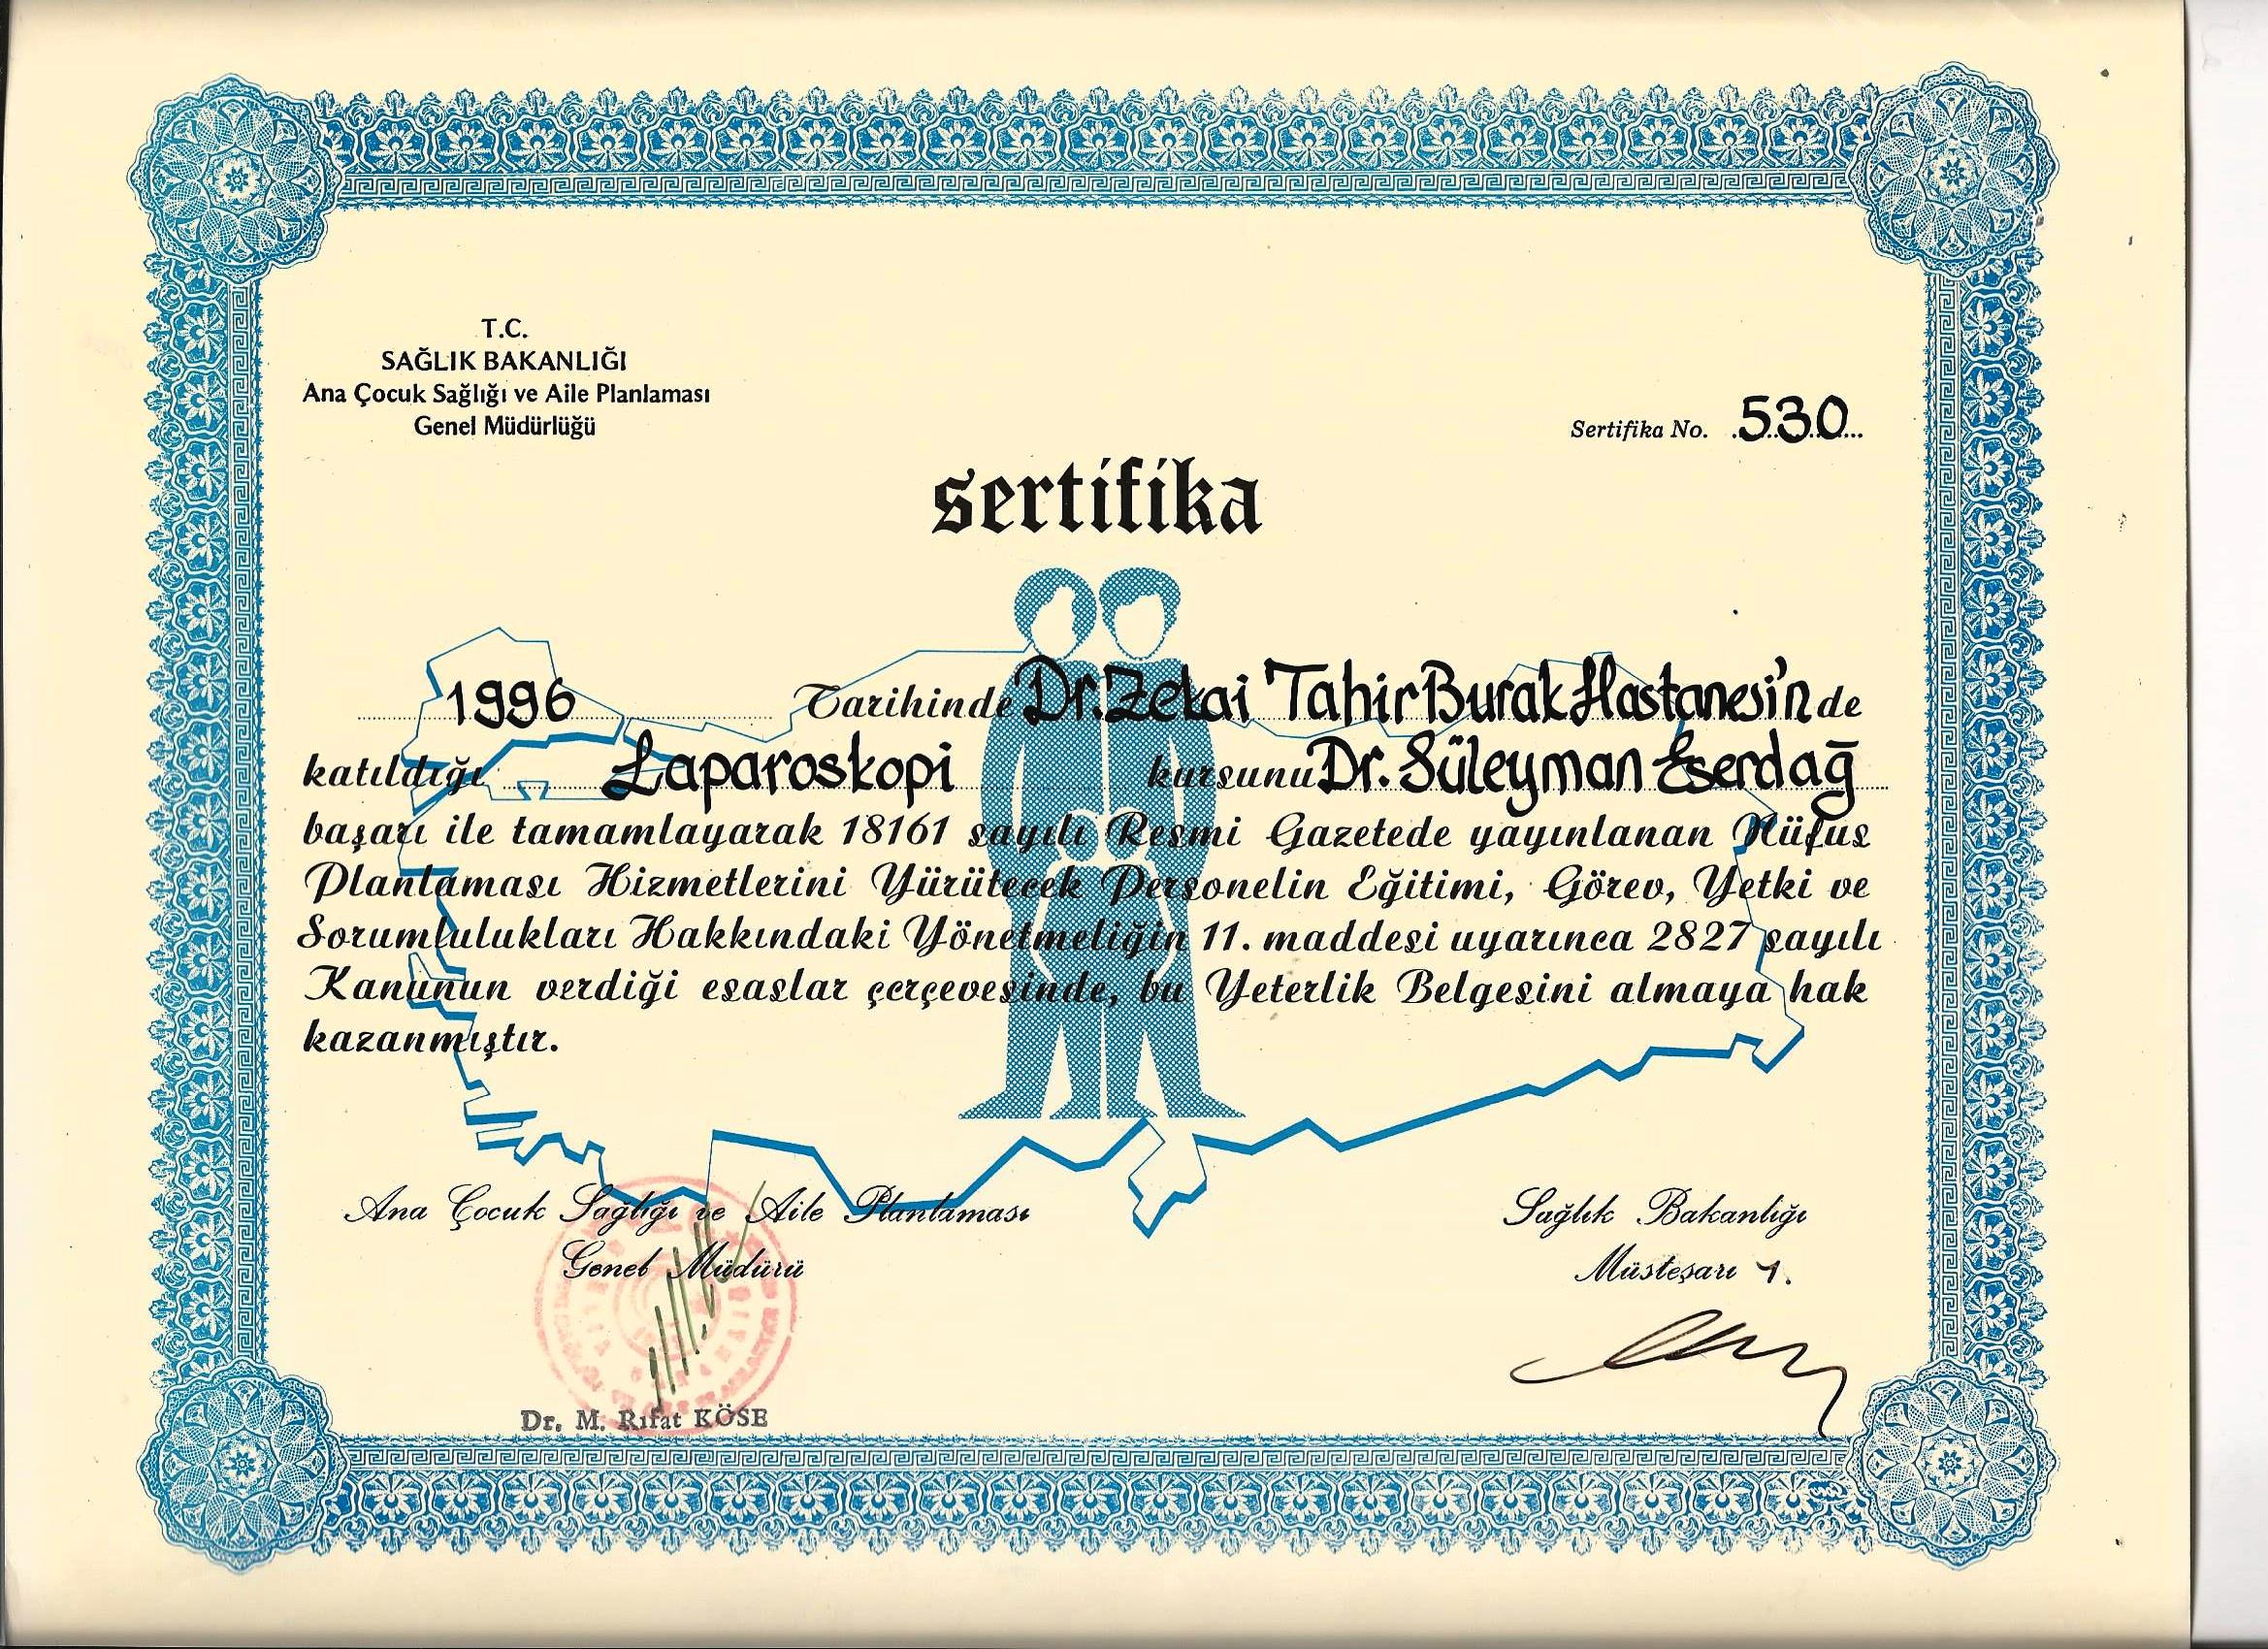 T.C.
SAĞLIK BAKANLIĞI
Ana Çocuk Sağlığı ve Aile Planlaması
Genel Müdürlüğü
Sertifika No. 530
sertifika
1996 Tarihinde Dr. Zekai Tahir Burak Hastanesi'nde
katıldığı Laparoskopi kursunu Dr. Süleyman Eserdağ
başarı ile tamamlayarak 18161 sayılı Resmi Gazetede yayınlanan Nüfus
Planlaması Hizmetlerini Yürütecek Personelin Eğitimi, Görev, Yetki ve
Sorumlulukları Hakkındaki Yönetmeliğin 11. maddesi uyarınca 2827 sayılı
Kanunun verdiği esaslar çerçevesinde, bu Yeterlik Belgesini almaya hak
kazanmıştır.
Ana Çocuk Sağlığı ve Aile Planlaması
Genel Müdürü
Dr. M. Rıfat KÖSE
Sağlık Bakanlığı
Müsteşarı Y.